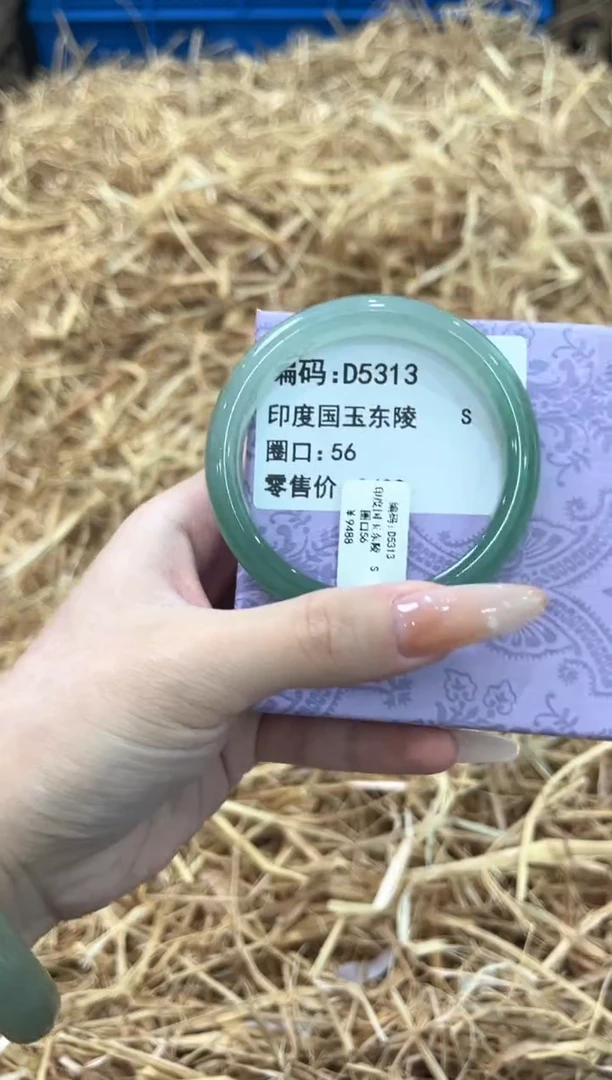 编码:D5313
印度国玉东陵 S
圈口:56
零售价
编码:D5313
印度国玉东陵 S
圈口56
¥9488